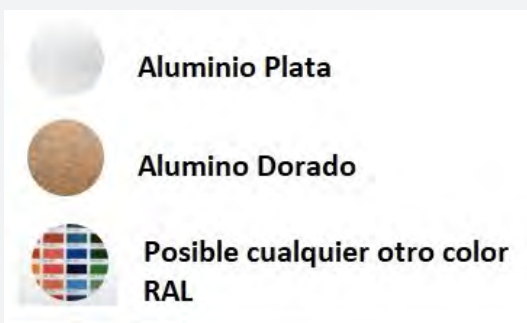 Aluminio Plata
Alumino Dorado
Posible cualquier otro color
RAL